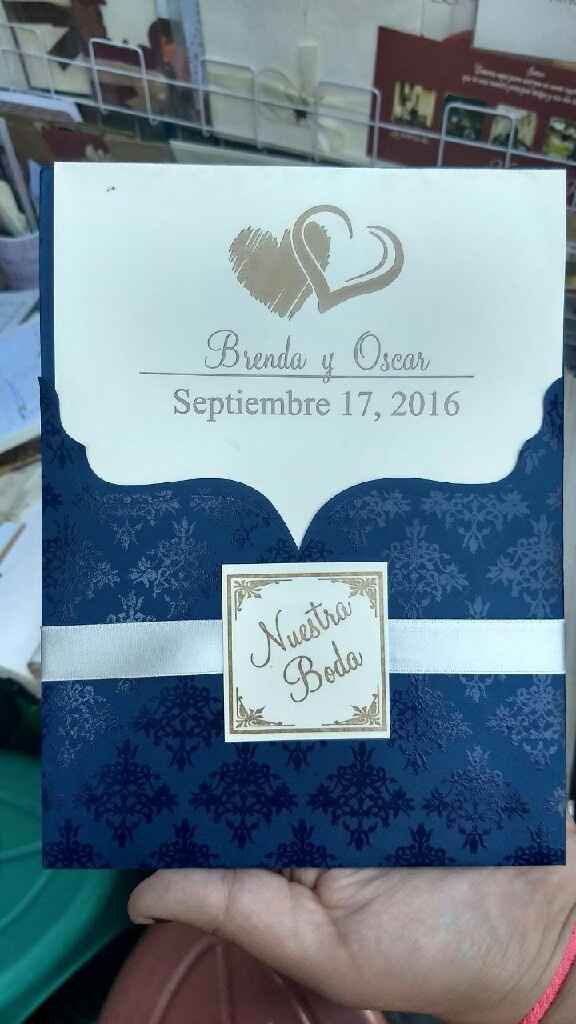 Brenda y Oscar
Septiembre 17, 2016
Nuestra
Boda